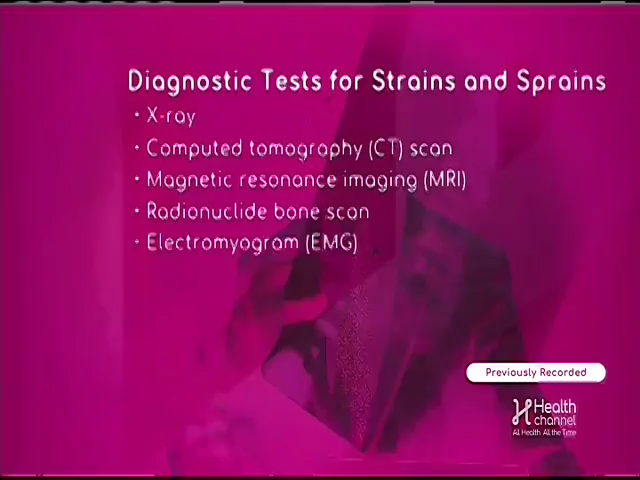 Diagnostic Tests for Strains and Sprains
· X-ray
· Computed tomography (CT) scan
· Magnetic resonance imaging (MRI)
· Radionuclide bone scan
· Electromyogram (EMG)
Previously Recorded
Health
channel
All Health All the Time